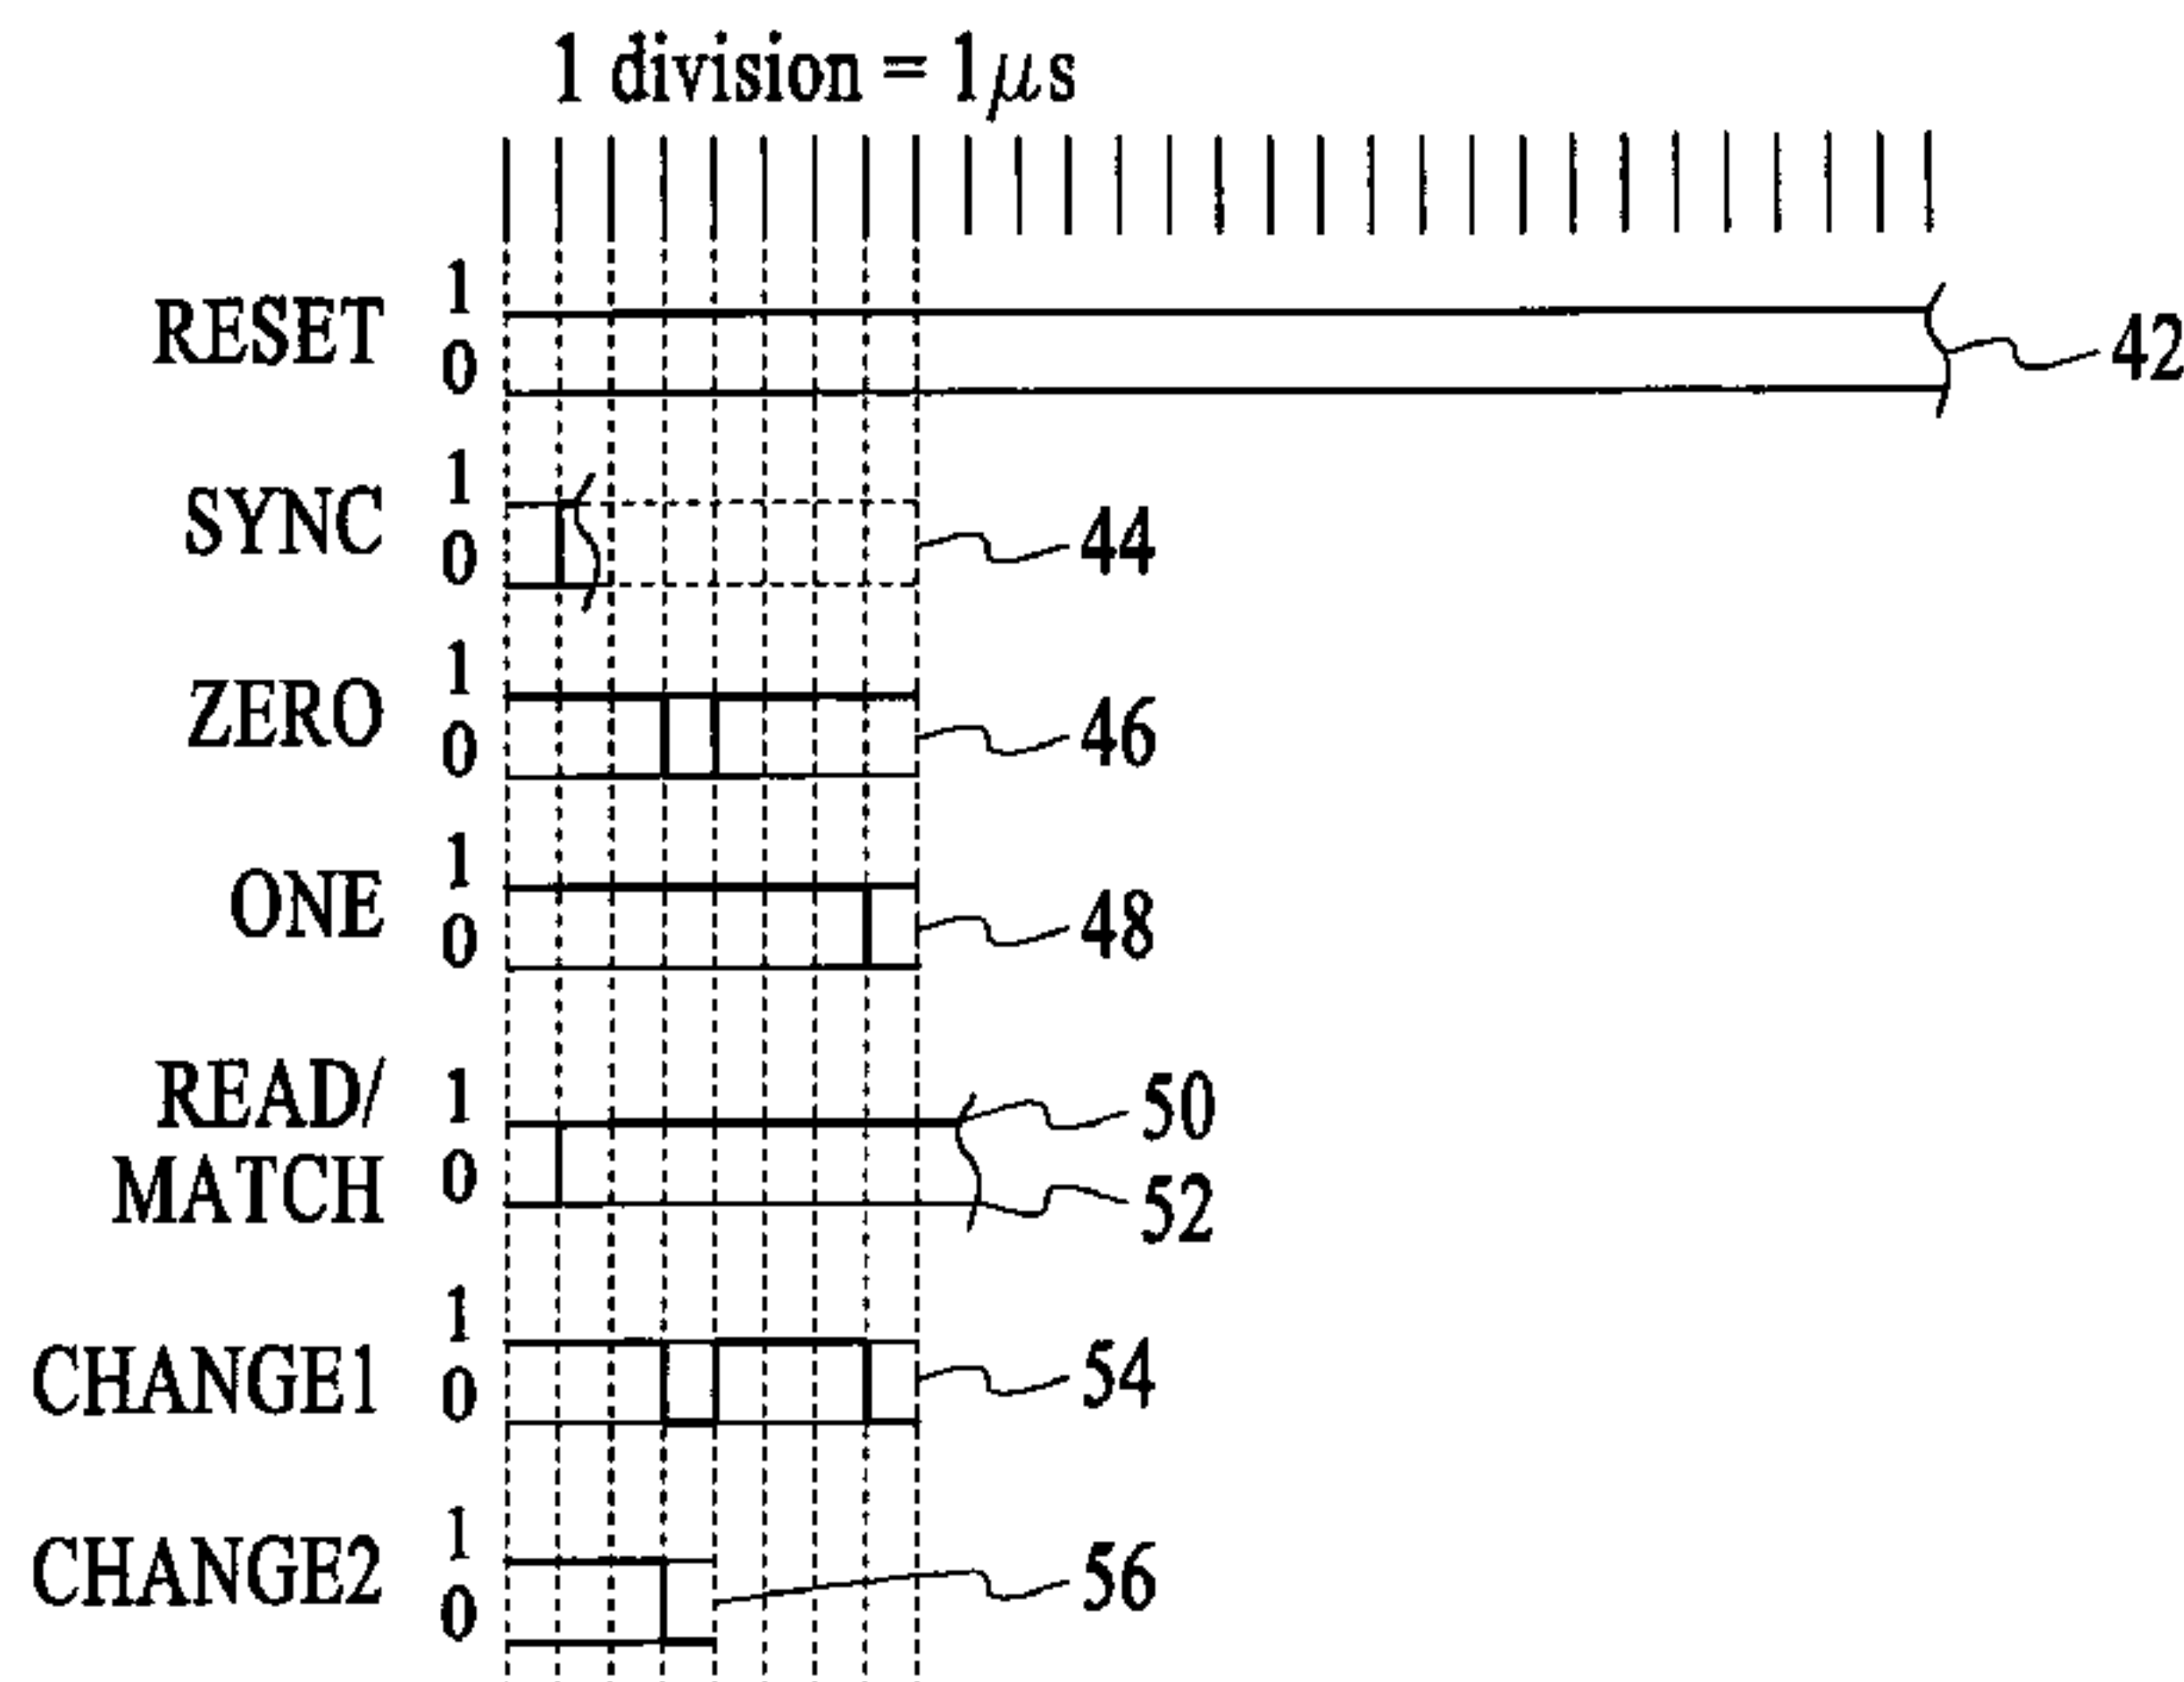 1 division = 1μs
RESET 1 0 42
SYNC 1 0 44
ZERO 1 0 46
ONE 1 0 48
READ/ 1 50
MATCH 0 52
CHANGE1 1 0 54
CHANGE2 1 0 56